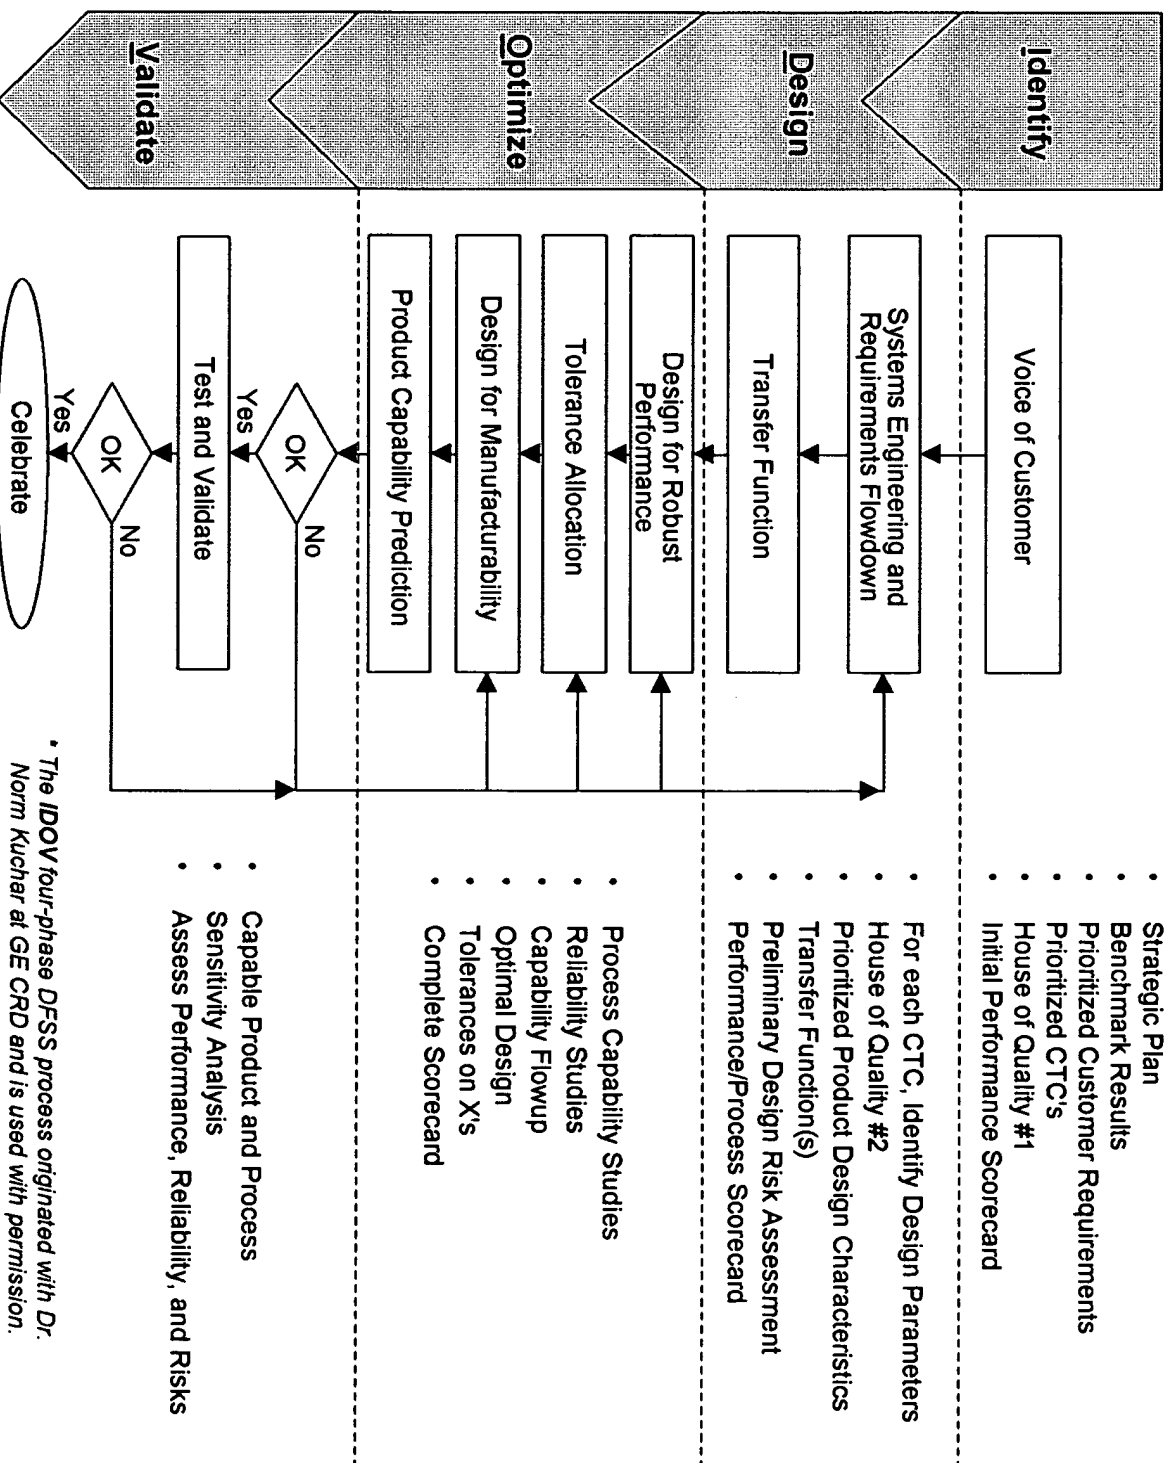 Identify
Voice of Customer
• Strategic Plan
• Benchmark Results
• Prioritized Customer Requirements
• Prioritized CTC's
• House of Quality #1
• Initial Performance Scorecard
Design
Systems Engineering and
Requirements Flowdown
Transfer Function
• For each CTC, Identify Design Parameters
• House of Quality #2
• Prioritized Product Design Characteristics
• Transfer Function(s)
• Preliminary Design Risk Assessment
• Performance/Process Scorecard
Optimize
Design for Robust
Performance
Tolerance Allocation
Design for Manufacturability
Product Capability Prediction
• Process Capability Studies
• Reliability Studies
• Capability Flowup
• Optimal Design
• Tolerances on X's
• Complete Scorecard
Validate
OK
No
Yes
Test and Validate
OK
No
Yes
Celebrate
• Capable Product and Process
• Sensitivity Analysis
• Assess Performance, Reliability, and Risks
* The IDOV four-phase DFSS process originated with Dr.
Norm Kuchar at GE CRD and is used with permission.